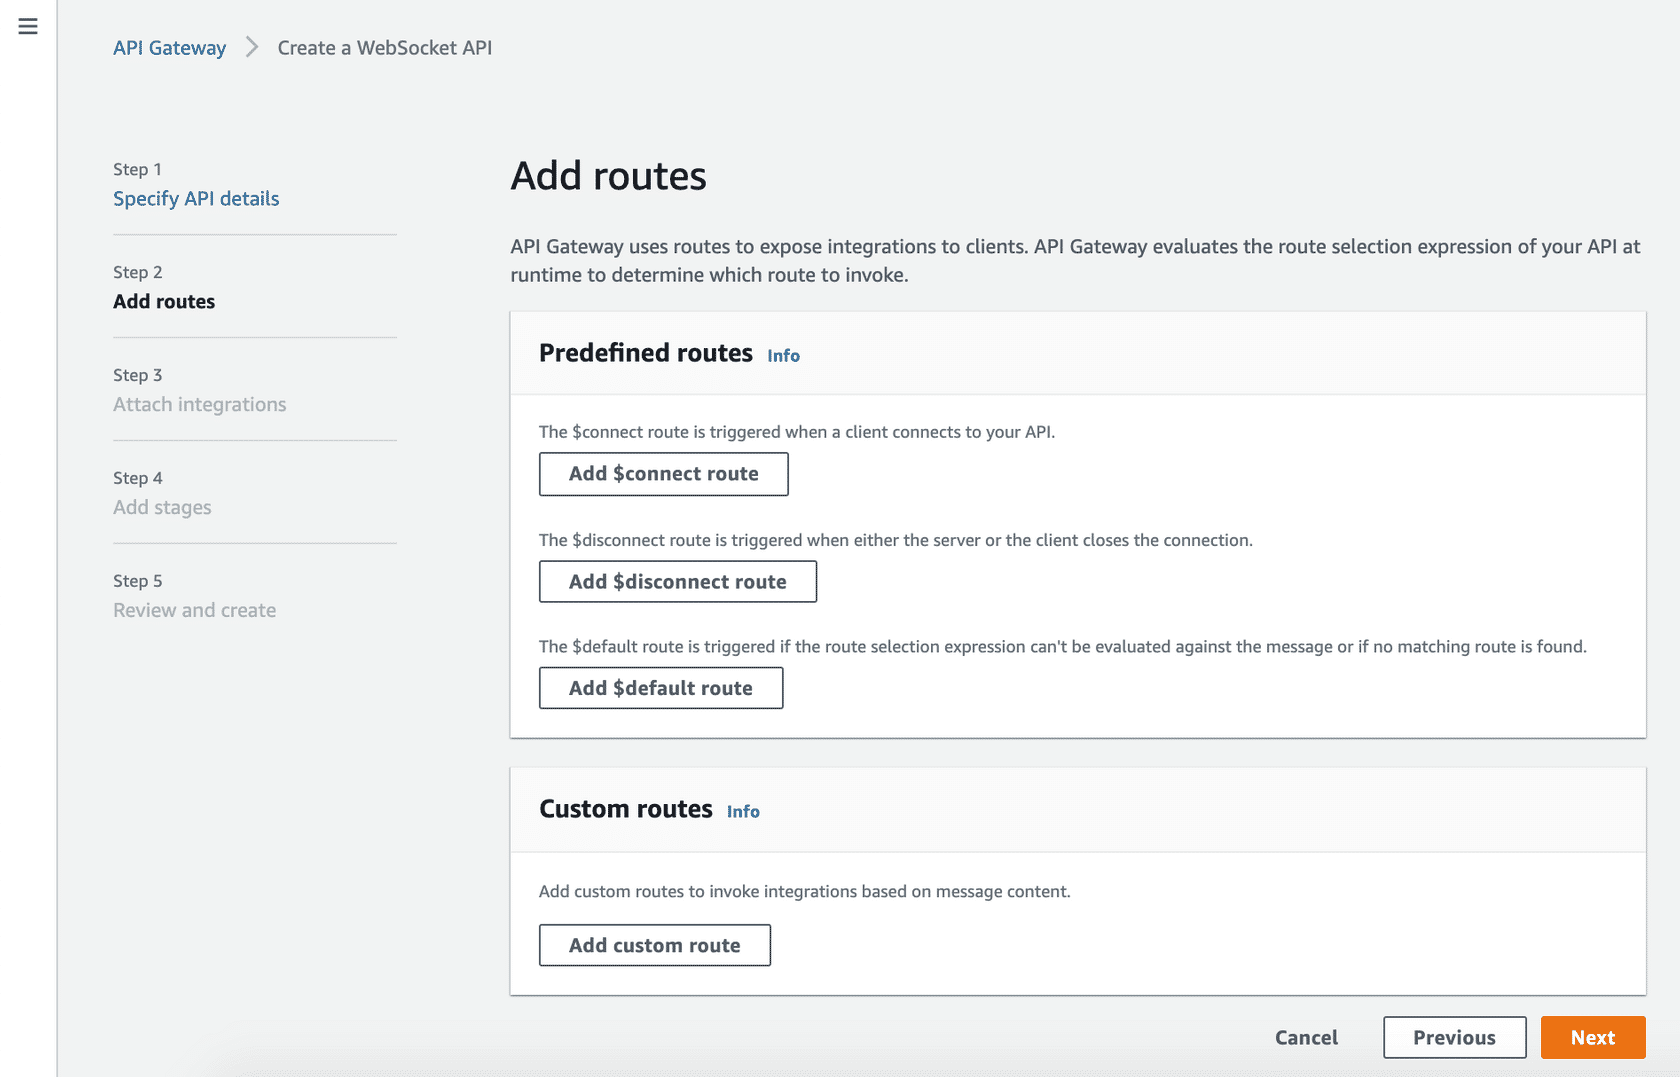 API Gateway > Create a WebSocket API
Step 1
Specify API details
Step 2
Add routes
Step 3
Attach integrations
Step 4
Add stages
Step 5
Review and create
Add routes
API Gateway uses routes to expose integrations to clients. API Gateway evaluates the route selection expression of your API at
runtime to determine which route to invoke.
Predefined routes Info
The $connect route is triggered when a client connects to your API.
Add $connect route
The $disconnect route is triggered when either the server or the client closes the connection.
Add $disconnect route
The $default route is triggered if the route selection expression can't be evaluated against the message or if no matching route is found.
Add $default route
Custom routes Info
Add custom routes to invoke integrations based on message content.
Add custom route
Cancel Previous Next